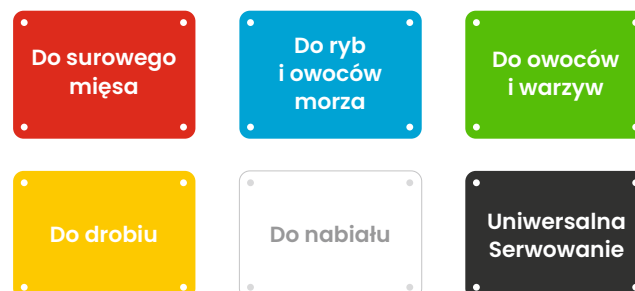 Do surowego
mięsa
Do ryb
i owoców
morza
Do owoców
i warzyw
Do drobiu
Do nabiału
Uniwersalna
Serwowanie